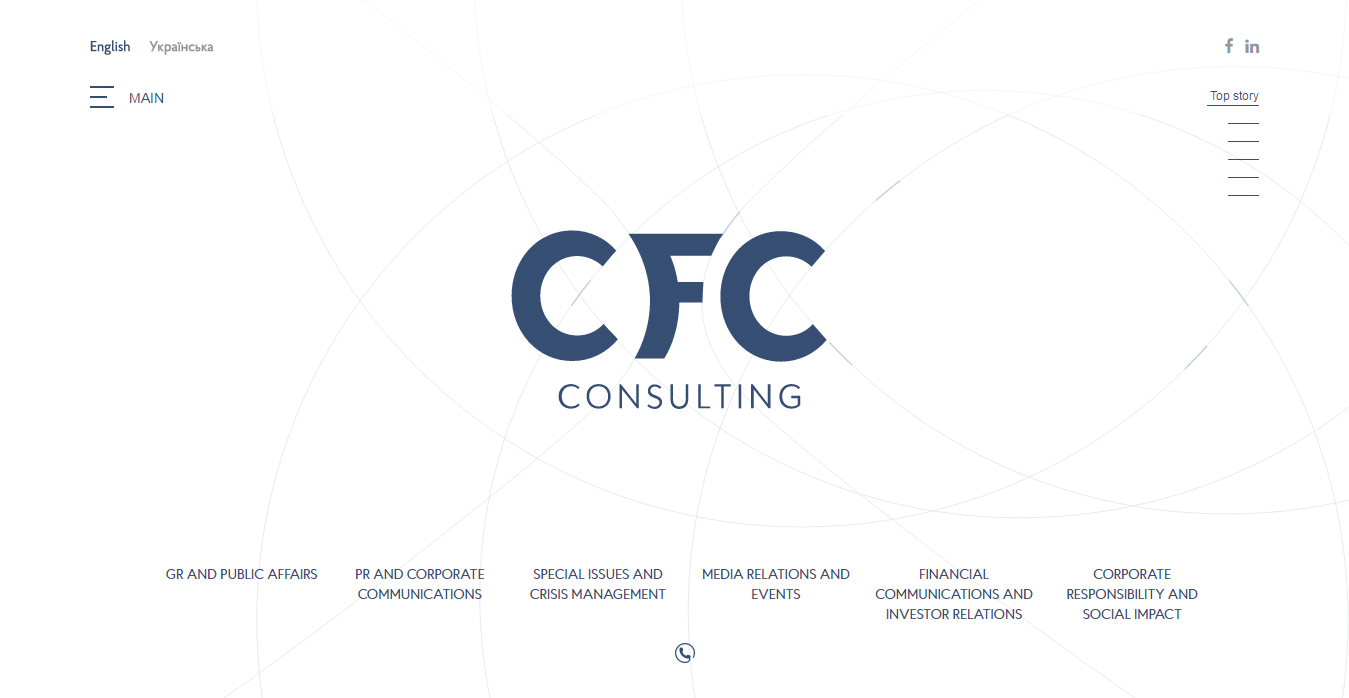 English Українська
MAIN
Top story
CFC
CONSULTING
GR AND PUBLIC AFFAIRS
PR AND CORPORATE
COMMUNICATIONS
SPECIAL ISSUES AND
CRISIS MANAGEMENT
MEDIA RELATIONS AND
EVENTS
FINANCIAL
COMMUNICATIONS AND
INVESTOR RELATIONS
CORPORATE
RESPONSIBILITY AND
SOCIAL IMPACT